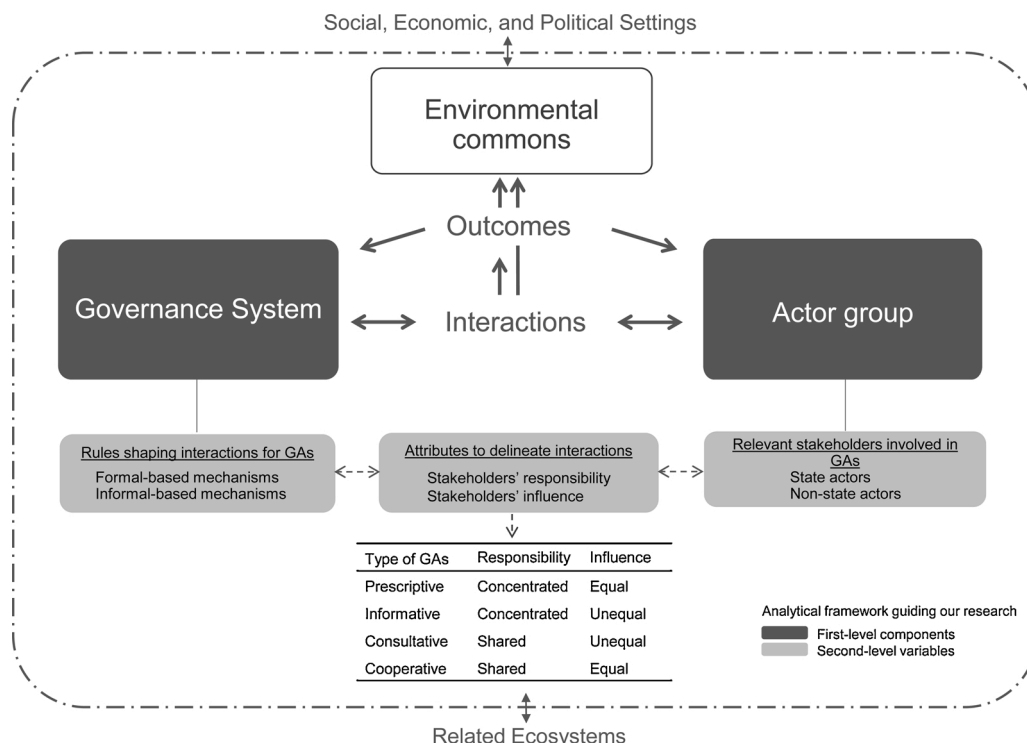 Social, Economic, and Political Settings
Environmental
commons
Outcomes
Governance System
Interactions
Actor group
Rules shaping interactions for GAs
Formal-based mechanisms
Informal-based mechanisms
Attributes to delineate interactions
Stakeholders' responsibility
Stakeholders' influence
Relevant stakeholders involved in
GAs
State actors
Non-state actors
Type of GAs Responsibility Influence
Prescriptive Concentrated Equal
Informative Concentrated Unequal
Consultative Shared Unequal
Cooperative Shared Equal
Analytical framework guiding our research
First-level components
Second-level variables
Related Ecosystems